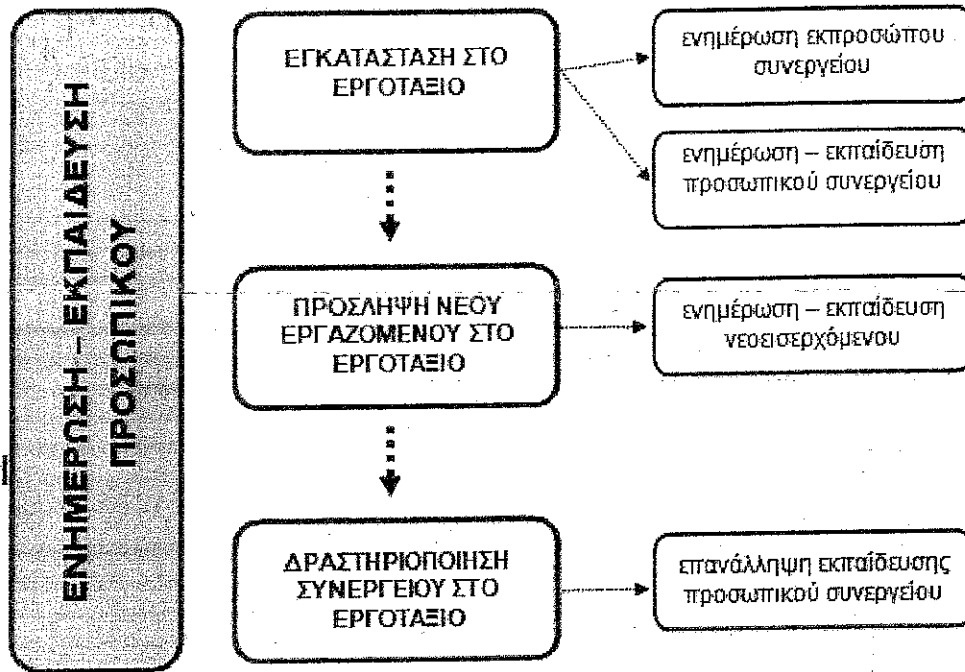 ΕΝΗΜΕΡΩΣΗ – ΕΚΠΑΙΔΕΥΣΗ
ΠΡΟΣΩΠΙΚΟΥ
ΕΓΚΑΤΑΣΤΑΣΗ ΣΤΟ
ΕΡΓΟΤΑΞΙΟ
ενημέρωση εκπροσώπου
συνεργείου
ενημέρωση – εκπαίδευση
προσωπικού συνεργείου
ΠΡΟΣΛΗΨΗ ΝΕΟΥ
ΕΡΓΑΖΟΜΕΝΟΥ ΣΤΟ
ΕΡΓΟΤΑΞΙΟ
ενημέρωση – εκπαίδευση
νεοεισερχόμενου
ΔΡΑΣΤΗΡΙΟΠΟΙΗΣΗ
ΣΥΝΕΡΓΕΙΟΥ ΣΤΟ
ΕΡΓΟΤΑΞΙΟ
επανάλληψη εκπαίδευσης
προσωπικού συνεργείου